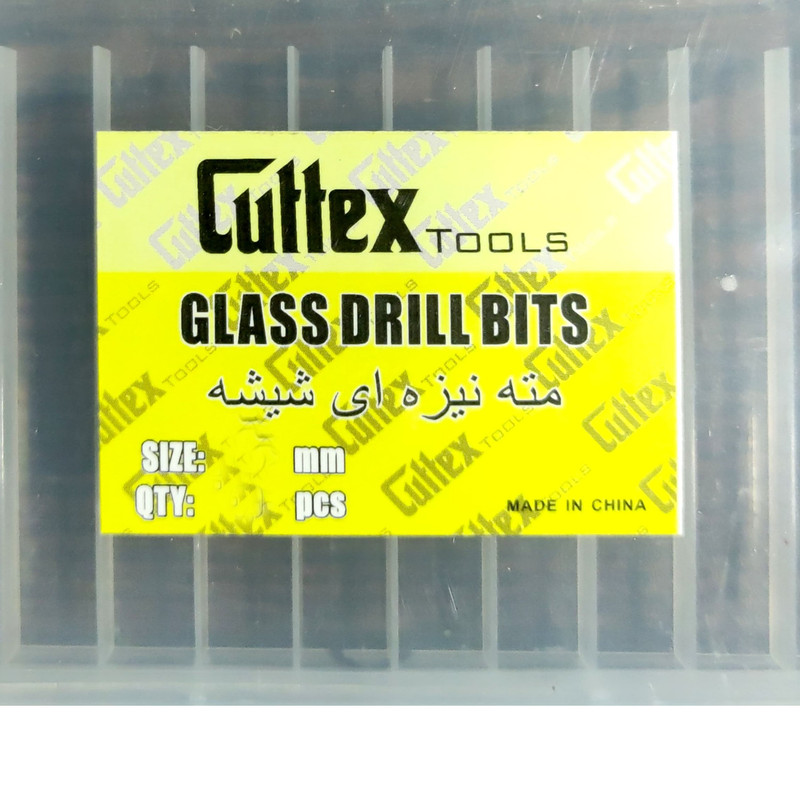 Cuttex TOOLS
GLASS DRILL BITS
مته نیزه ای شیشه
SIZE: mm
QTY: pcs
MADE IN CHINA